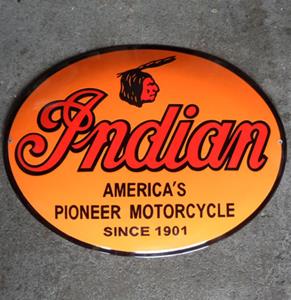 Indian
AMERICA'S
PIONEER MOTORCYCLE
SINCE 1901